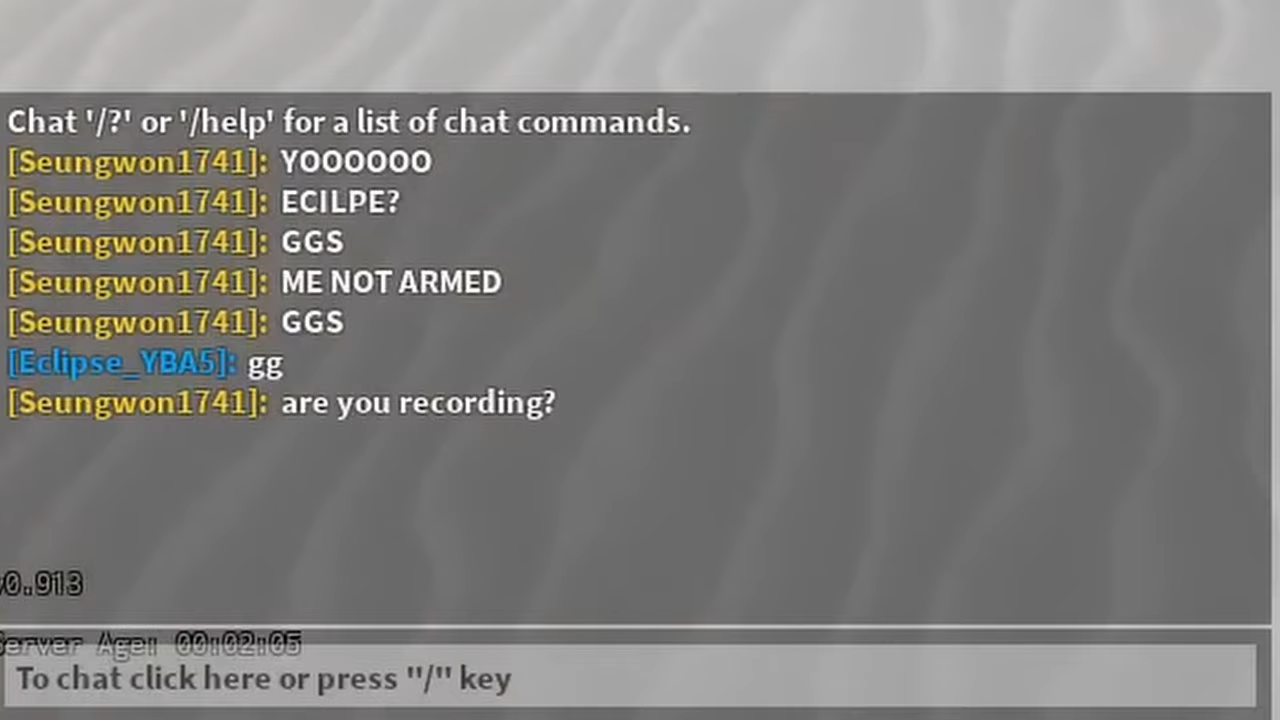 Chat '/?' or '/help' for a list of chat commands.
[Seungwon1741]: YOOOOOO
[Seungwon1741]: ECILPE?
[Seungwon1741]: GGS
[Seungwon1741]: ME NOT ARMED
[Seungwon1741]: GGS
[Eclipse_YBA5]: gg
[Seungwon1741]: are you recording?
v0.913
Server Age: 00:02:05
To chat click here or press "/" key